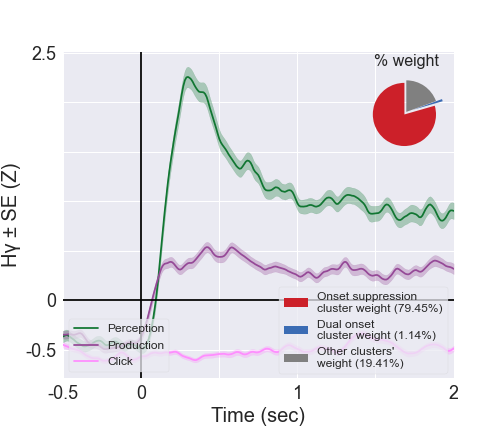 % weight
2.5
0
-0.5
Hγ ± SE (Z)
Perception
Production
Click
Onset suppression
cluster weight (79.45%)
Dual onset
cluster weight (1.14%)
Other clusters'
weight (19.41%)
-0.5
0
1
2
Time (sec)